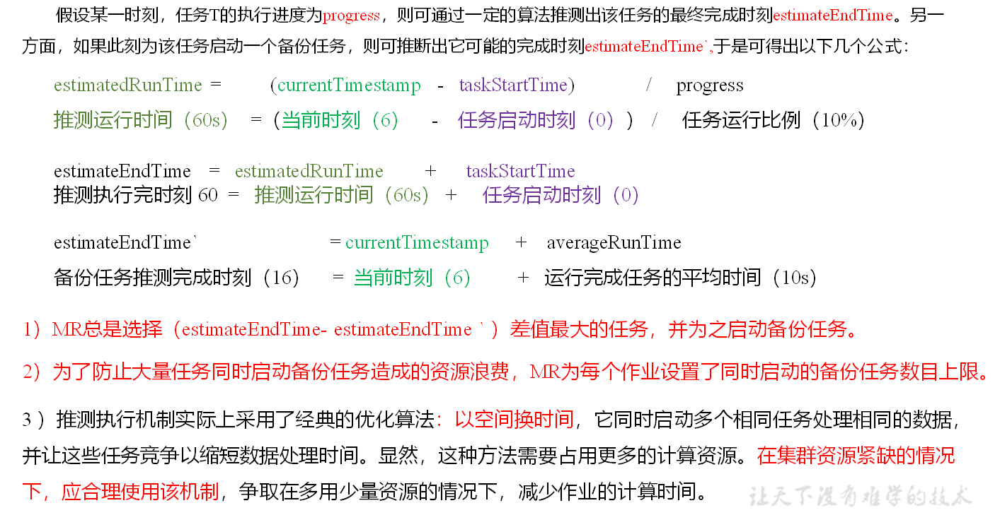 假设某一时刻，任务T的执行进度为progress，则可通过一定的算法推测出该任务的最终完成时刻estimateEndTime。另一
方面，如果此刻为该任务启动一个备份任务，则可推断出它可能的完成时刻estimateEndTime`,于是可得出以下几个公式：
estimatedRunTime = (currentTimestamp - taskStartTime) / progress
推测运行时间（60s） =（当前时刻（6） - 任务启动时刻（0）） / 任务运行比例（10%）
estimateEndTime = estimatedRunTime + taskStartTime
推测执行完时刻 60 = 推测运行时间（60s） + 任务启动时刻（0）
estimateEndTime` = currentTimestamp + averageRunTime
备份任务推测完成时刻（16） = 当前时刻（6） + 运行完成任务的平均时间（10s）
1）MR总是选择（estimateEndTime- estimateEndTime ` ）差值最大的任务，并为之启动备份任务。
2）为了防止大量任务同时启动备份任务造成的资源浪费，MR为每个作业设置了同时启动的备份任务数目上限。
3 ）推测执行机制实际上采用了经典的优化算法：以空间换时间，它同时启动多个相同任务处理相同的数据，
并让这些任务竞争以缩短数据处理时间。显然，这种方法需要占用更多的计算资源。在集群资源紧缺的情况
下，应合理使用该机制，争取在多用少量资源的情况下，减少作业的计算时间。
让天下没有难学的技术